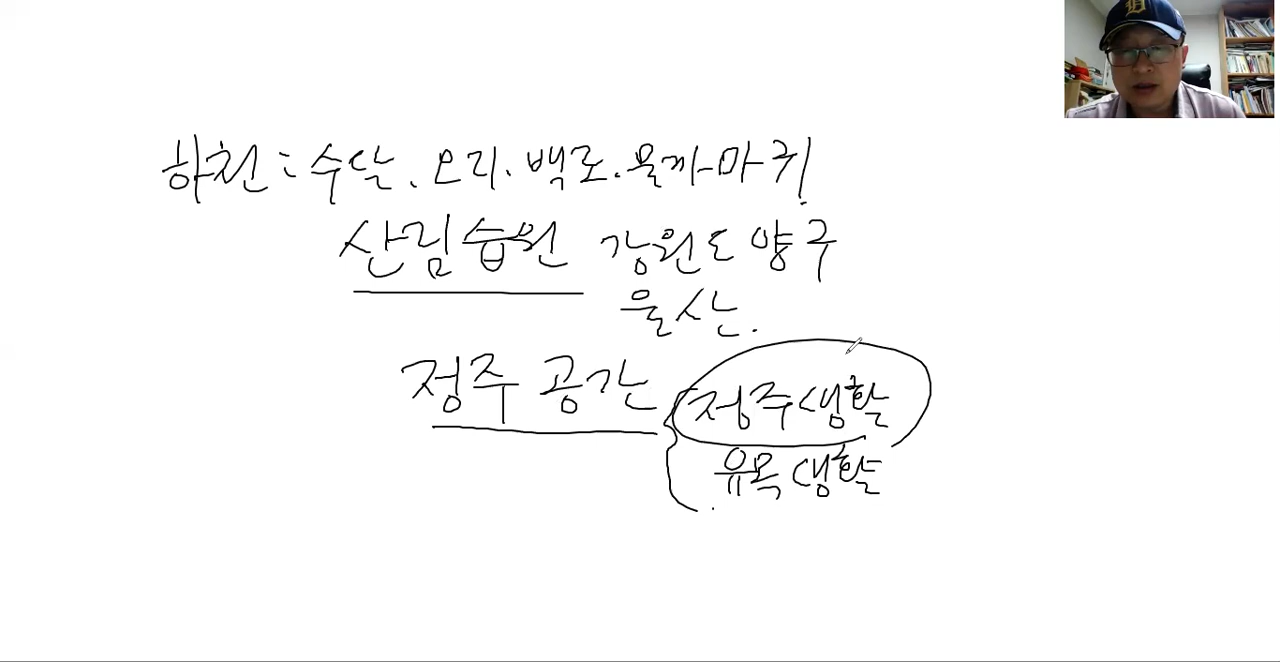 하천: 수달. 오리. 백로. 물까마귀.
산림습원 강원도 양구
울산.
정주 공간 정주생활
유목생활
D